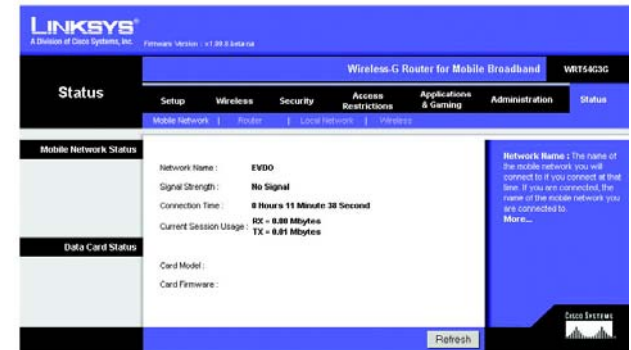 LINKSYS®
A Division of Cisco Systems, Inc.
Firmware Version : v1.00.8.beta-na
Wireless-G Router for Mobile Broadband
WRT54G3G
Status
Setup Wireless Security Access Restrictions Applications & Gaming Administration Status
Mobile Network | Router | Local Network | Wireless
Mobile Network Status
Network Name : EVDO
Signal Strength : No Signal
Connection Time : 0 Hours 11 Minute 38 Second
Current Session Usage : RX = 0.00 Mbytes
TX = 0.01 Mbytes
Data Card Status
Card Model :
Card Firmware :
Network Name : The name of
the mobile network you will
connect to if you connect at that
time. If you are connected, the
name of the mobile network you
are connected to.
More...
Refresh
CISCO SYSTEMS